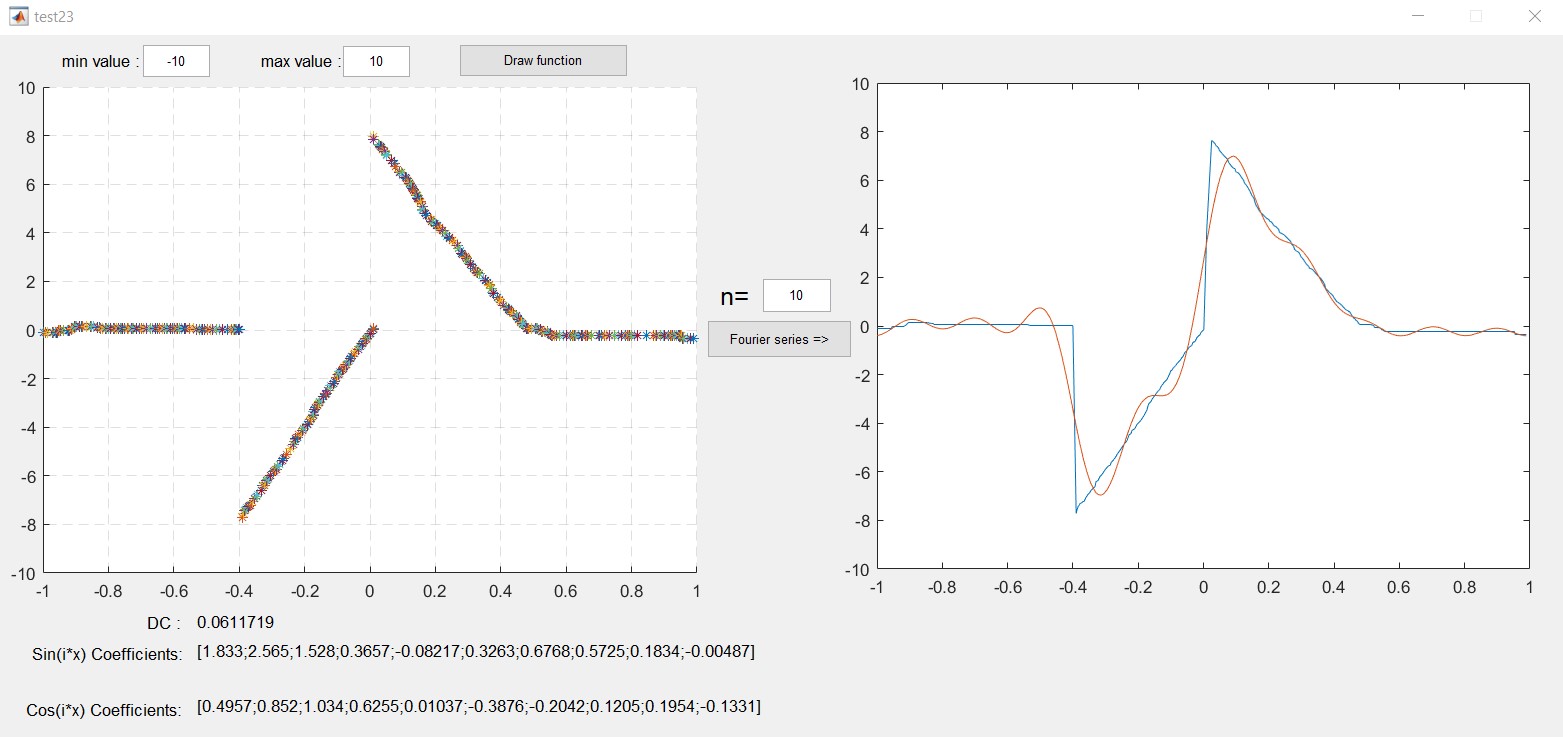 test23
min value : -10 max value : 10 Draw function
10
8
6
4
2
0
-2
-4
-6
-8
-10
-1 -0.8 -0.6 -0.4 -0.2 0 0.2 0.4 0.6 0.8 1
n= 10
Fourier series =>
10
8
6
4
2
0
-2
-4
-6
-8
-10
-1 -0.8 -0.6 -0.4 -0.2 0 0.2 0.4 0.6 0.8 1
DC : 0.0611719
Sin(i*x) Coefficients: [1.833;2.565;1.528;0.3657;-0.08217;0.3263;0.6768;0.5725;0.1834;-0.00487]
Cos(i*x) Coefficients: [0.4957;0.852;1.034;0.6255;0.01037;-0.3876;-0.2042;0.1205;0.1954;-0.1331]